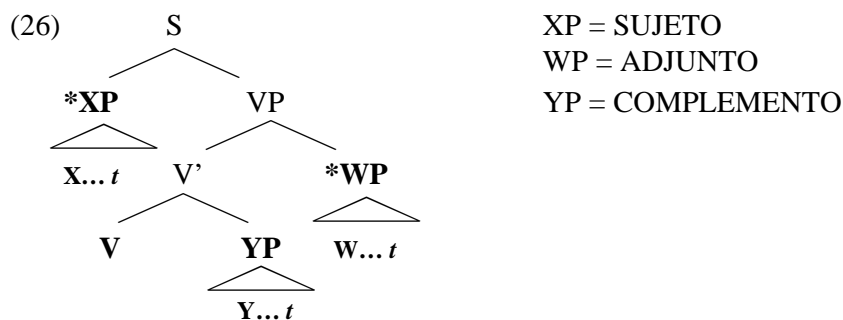 (26) S XP = SUJETO
WP = ADJUNTO
*XP VP YP = COMPLEMENTO
X… t V’ *WP
V YP W… t
Y… t